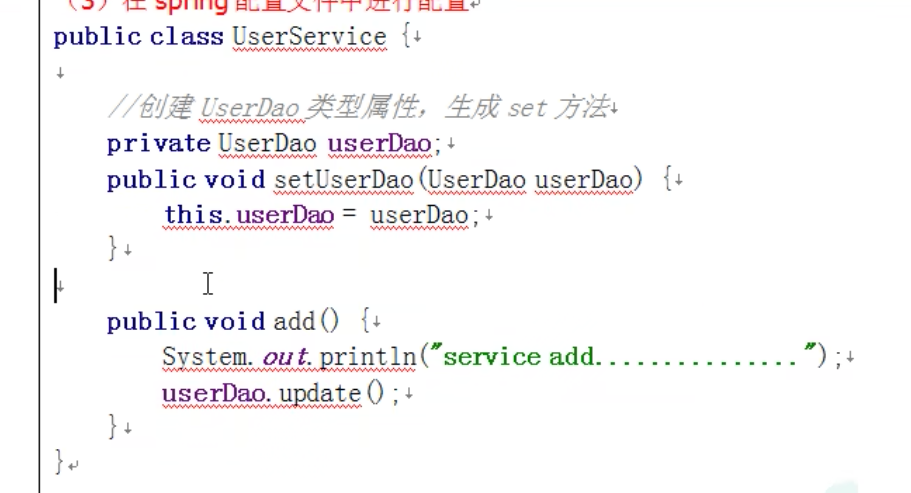 （3）在 spring 配置文件中进行配置
public class UserService {
//创建 UserDao 类型属性，生成 set 方法
private UserDao userDao;
public void setUserDao(UserDao userDao) {
this.userDao = userDao;
}
public void add() {
System.out.println("service add...............");
userDao.update();
}
}